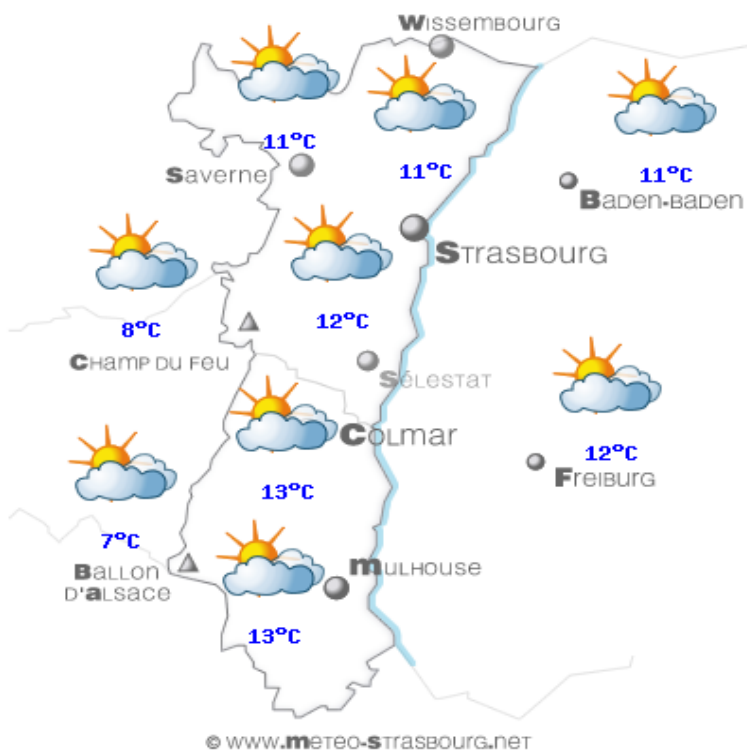 Wissembourg
11°C
Saverne
11°C
11°C
Baden-Baden
Strasbourg
8°C
12°C
Champ du Feu
Sélestat
Colmar
12°C
Freiburg
13°C
7°C
Ballon
d'Alsace
Mulhouse
13°C
© www.meteo-strasbourg.net